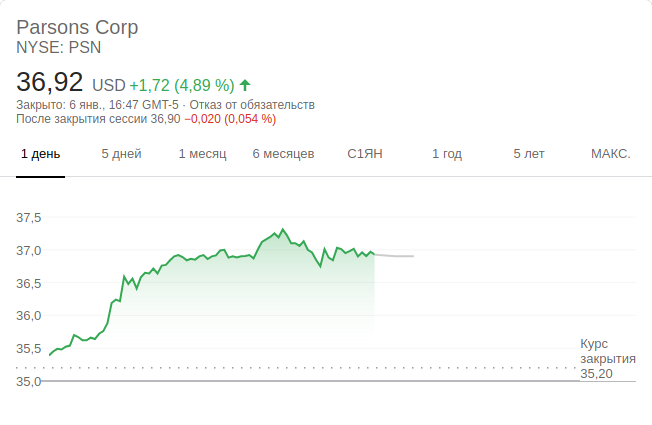 Parsons Corp
NYSE: PSN
36,92 USD +1,72 (4,89 %)
Закрыто: 6 янв., 16:47 GMT-5 · Отказ от обязательств
После закрытия сессии 36,90 −0,020 (0,054 %)
1 день 5 дней 1 месяц 6 месяцев С1ЯН 1 год 5 лет МАКС.
37,5
37,0
36,5
36,0
35,5
35,0
Курс
закрытия
35,20